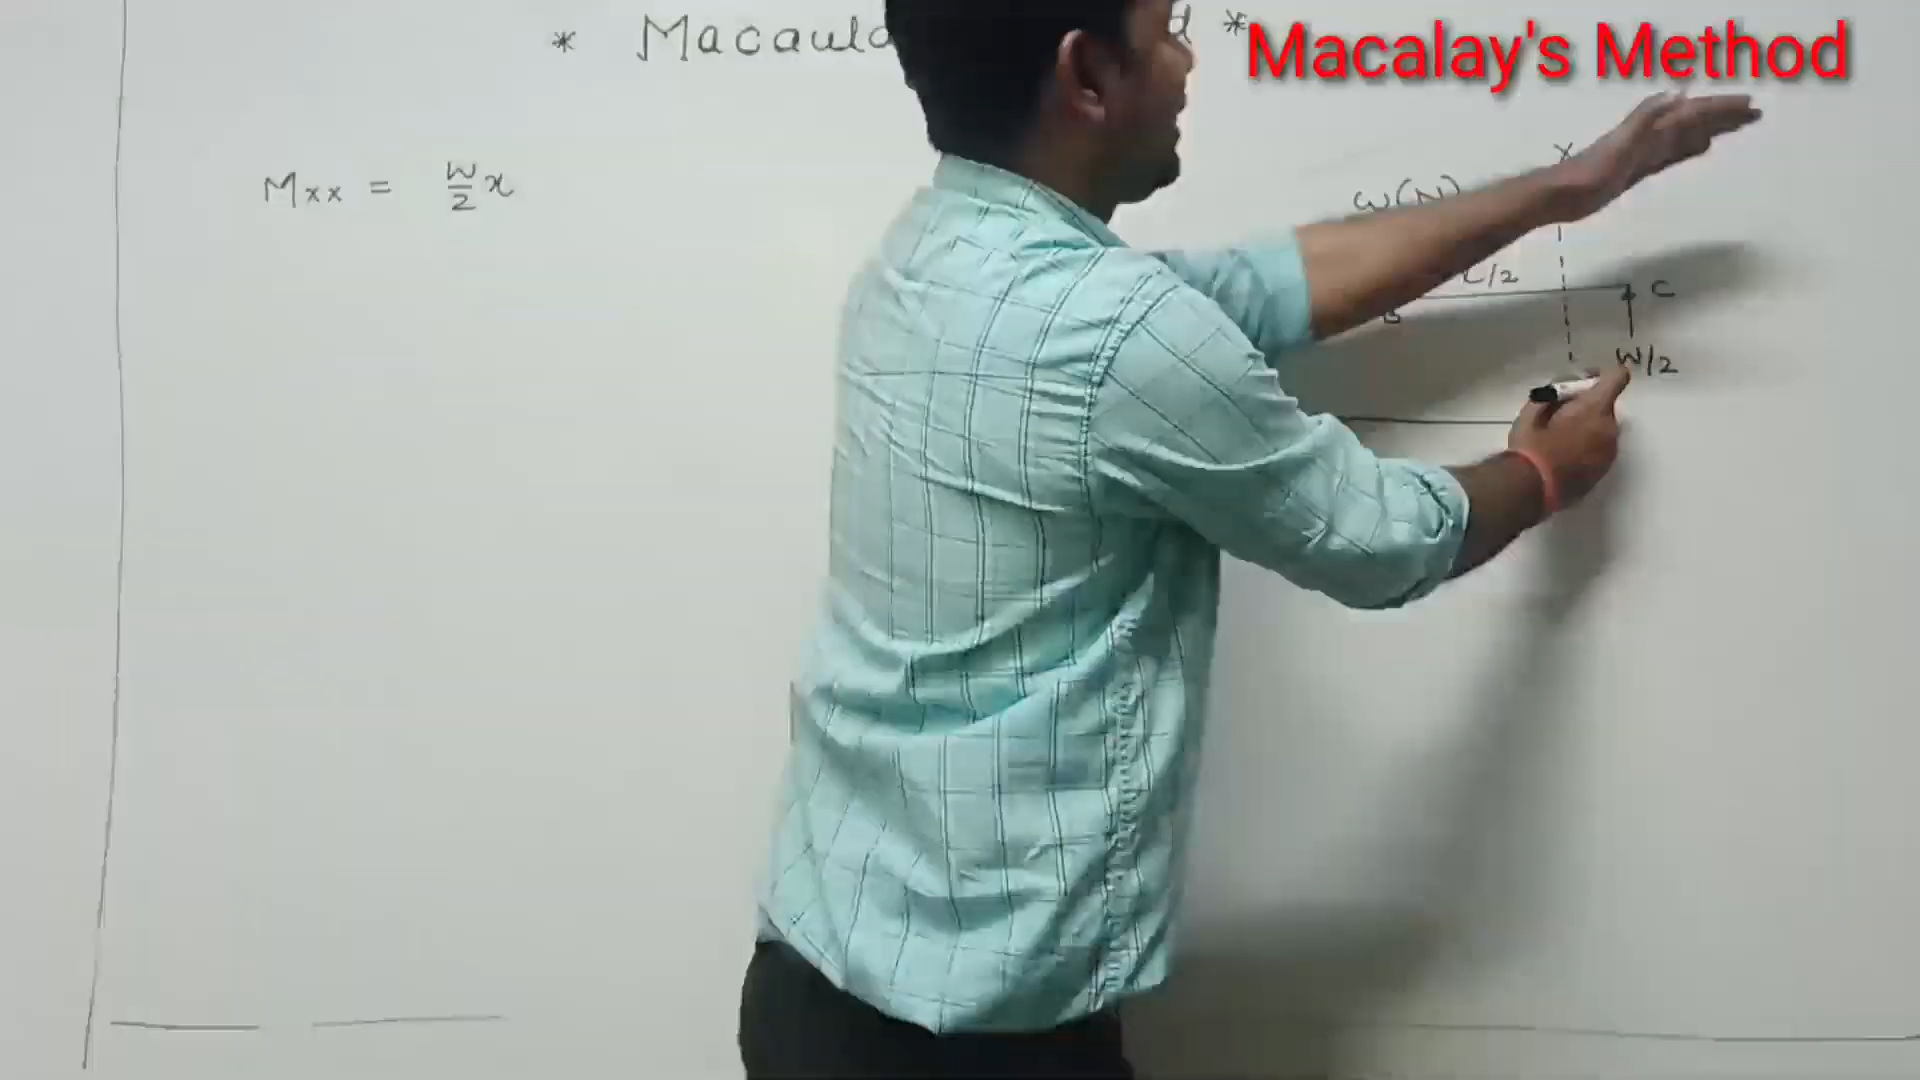 * Macaula d *
Macalay's Method
Mxx = W/2 x
X
W(N)
L/2
B
C
W/2